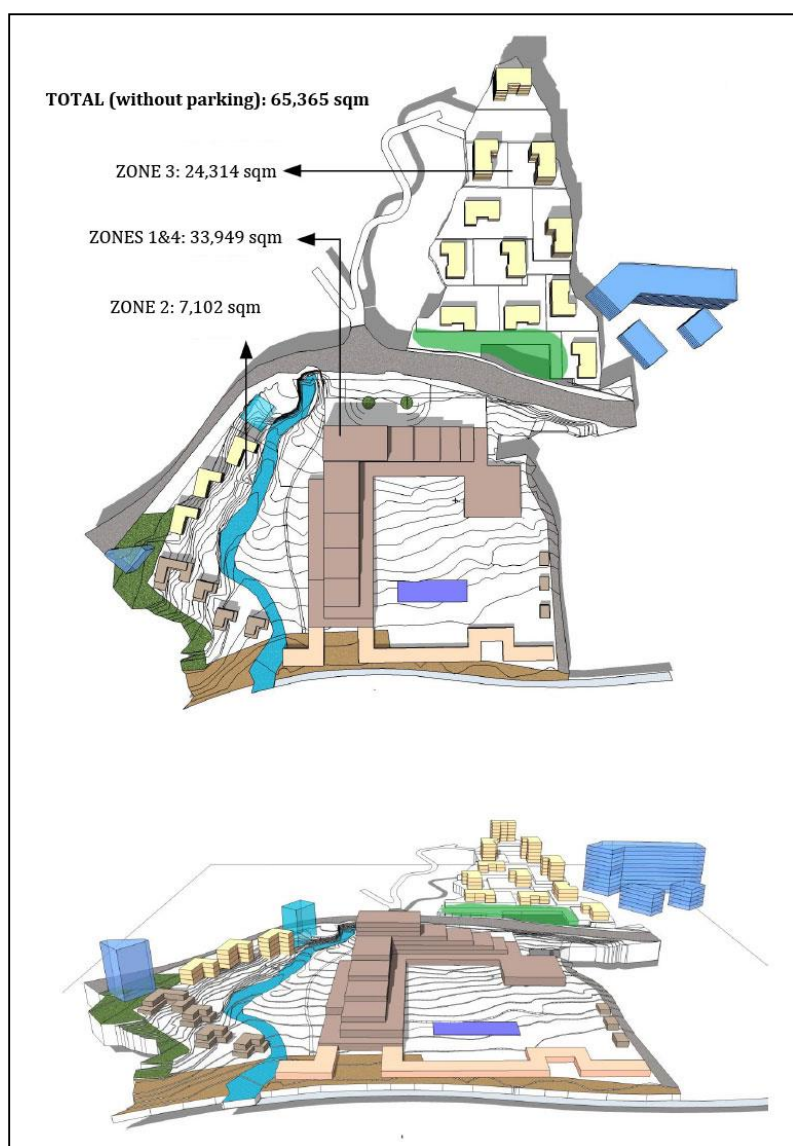 TOTAL (without parking): 65,365 sqm
ZONE 3: 24,314 sqm
ZONES 1&4: 33,949 sqm
ZONE 2: 7,102 sqm